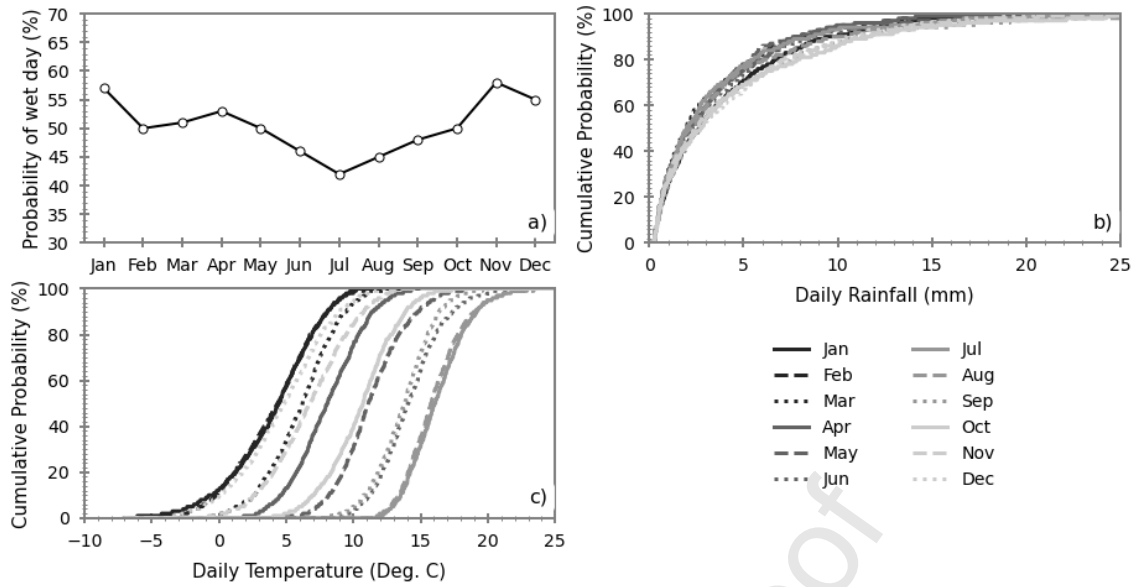 Probability of wet day (%)
70
65
60
55
50
45
40
35
30
Jan Feb Mar Apr May Jun Jul Aug Sep Oct Nov Dec
a)
Cumulative Probability (%)
100
80
60
40
20
0
0 5 10 15 20 25
Daily Rainfall (mm)
b)
Cumulative Probability (%)
100
80
60
40
20
0
−10 −5 0 5 10 15 20 25
Daily Temperature (Deg. C)
c)
Jan
Feb
Mar
Apr
May
Jun
Jul
Aug
Sep
Oct
Nov
Dec
oof